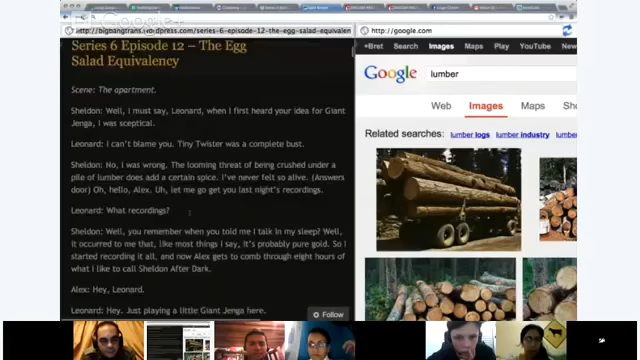 http://bigbangtrans.wordpress.com/series-6-episode-12-the-egg-salad-equivalen
Series 6 Episode 12 – The Egg
Salad Equivalency
Scene: The apartment.
Sheldon: Well, I must say, Leonard, when I first heard your idea for Giant
Jenga, I was sceptical.
Leonard: I can't blame you. Tiny Twister was a complete bust.
Sheldon: No, I was wrong. The looming threat of being crushed under a
pile of lumber does add a certain spice. I've never felt so alive. (Answers
door) Oh, hello, Alex. Uh, let me go get you last night's recordings.
Leonard: What recordings?
Sheldon: Well, you remember when you told me I talk in my sleep? Well,
it occurred to me that, like most things I say, it's probably pure gold. So I
started recording it all, and now Alex gets to comb through eight hours of
what I like to call Sheldon After Dark.
Alex: Hey, Leonard.
Leonard: Hey. Just playing a little Giant Jenga here.
Follow
http://google.com
+Bret Search Images Maps Play YouTube News
Google
lumber
Web Images Maps Sho
Related searches: lumber logs lumber industry lumber